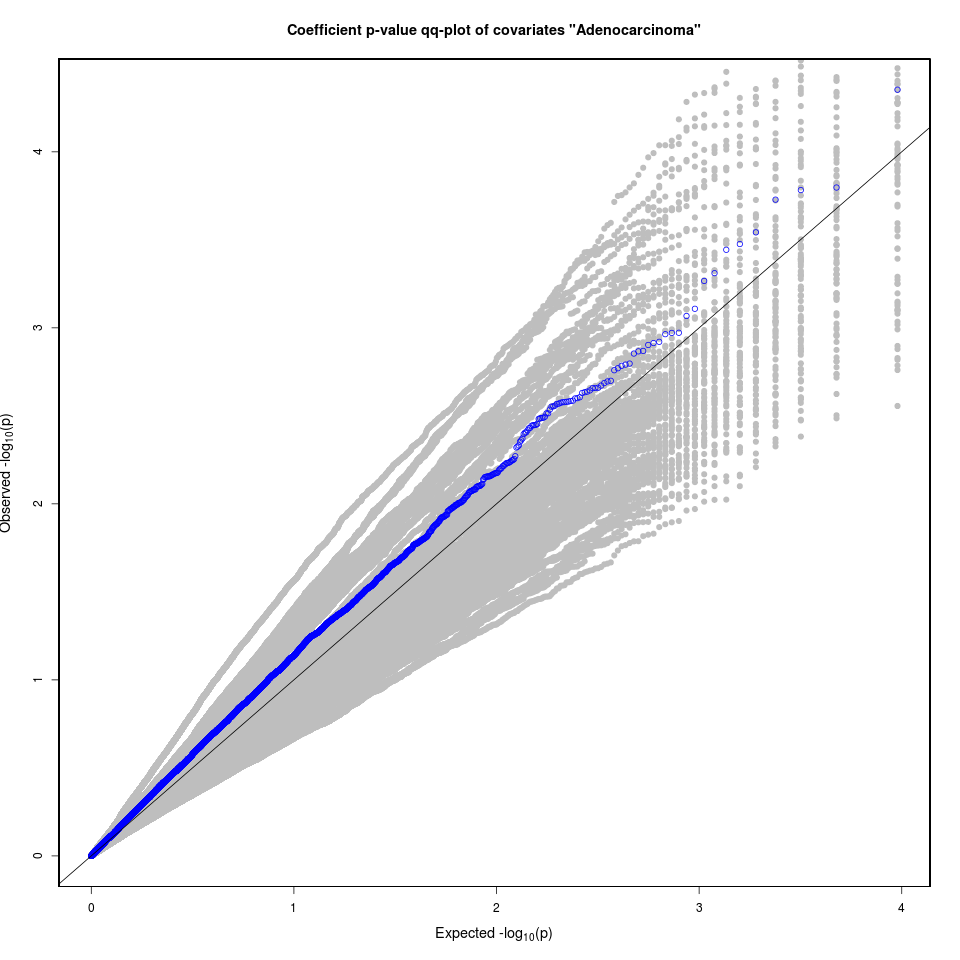 Coefficient p-value qq-plot of covariates "Adenocarcinoma"
Observed -log10(p)
4
3
2
1
0
0 1 2 3 4
Expected -log10(p)